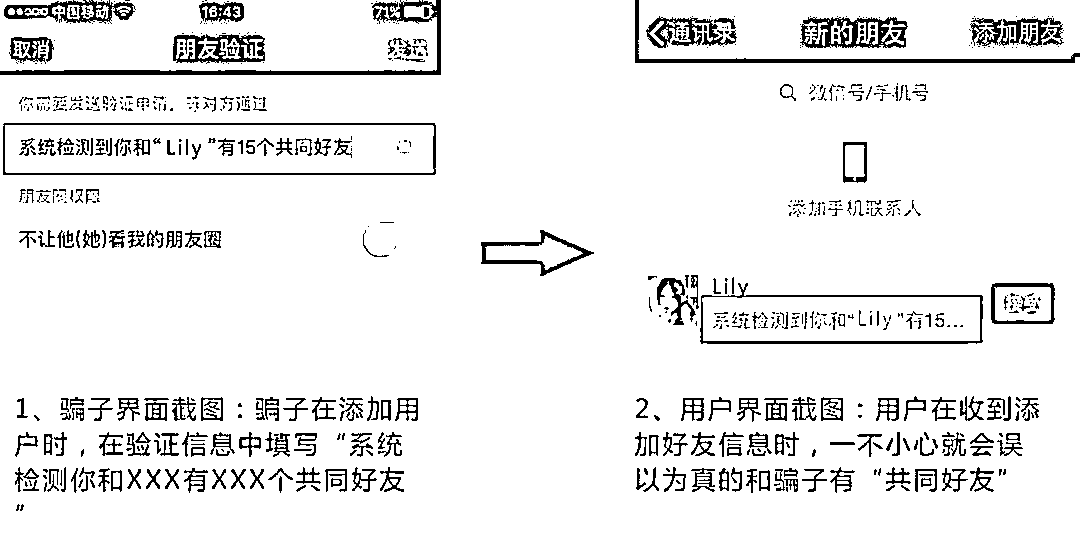 中国移动 16:43 71%
取消 朋友验证 发送
你需要发送验证申请，等对方通过
系统检测到你和“Lily”有15个共同好友
朋友圈权限
不让他(她)看我的朋友圈
1、骗子界面截图：骗子在添加用
户时，在验证信息中填写“系统
检测你和XXX有XXX个共同好友
”
通讯录 新的朋友 添加朋友
微信号/手机号
添加手机联系人
Lily
系统检测到你和“Lily”有15...
接受
2、用户界面截图：用户在收到添
加好友信息时，一不小心就会误
以为真的和骗子有“共同好友”